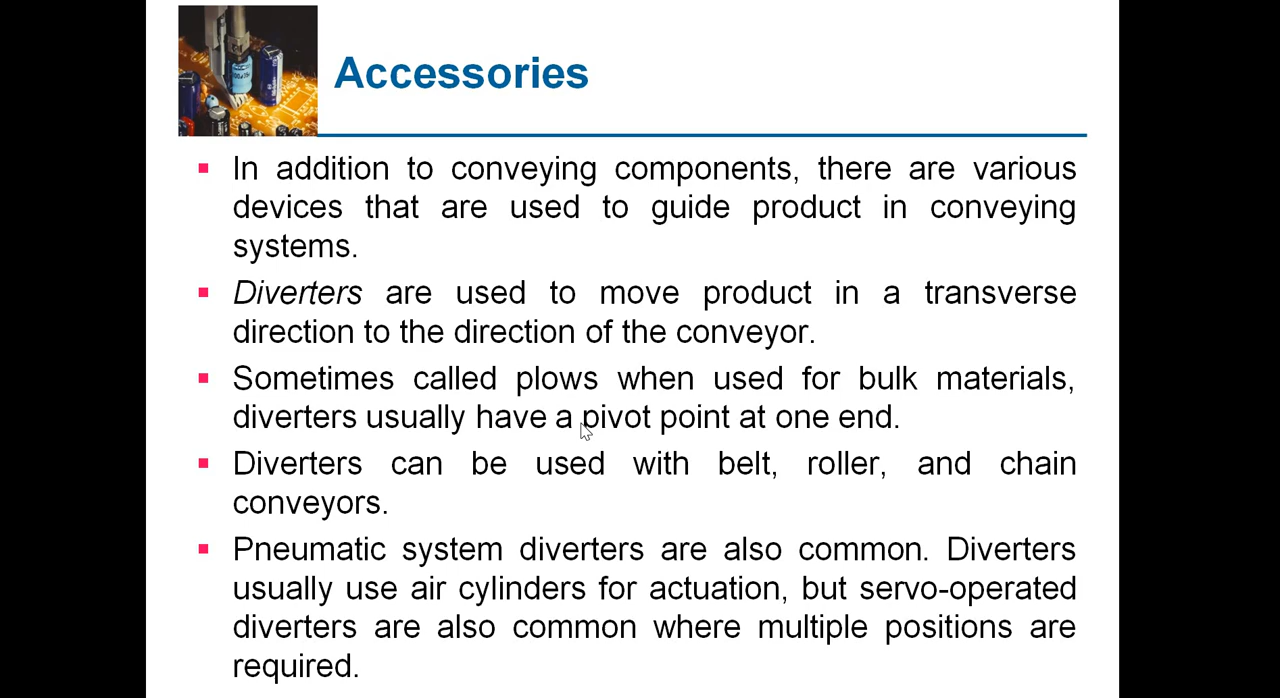 Accessories
In addition to conveying components, there are various
devices that are used to guide product in conveying
systems.
Diverters are used to move product in a transverse
direction to the direction of the conveyor.
Sometimes called plows when used for bulk materials,
diverters usually have a pivot point at one end.
Diverters can be used with belt, roller, and chain
conveyors.
Pneumatic system diverters are also common. Diverters
usually use air cylinders for actuation, but servo-operated
diverters are also common where multiple positions are
required.